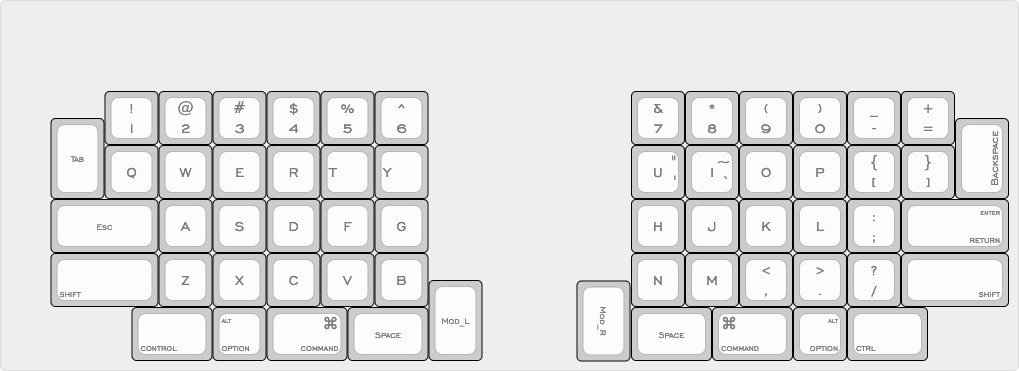 ! @ # $ % ^ & * ( ) _ +
1 2 3 4 5 6 7 8 9 0 - =
TAB Q W E R T Y U " ' I ~ ` O P { [ } ] BACKSPACE
ESC A S D F G H J K L : ; ENTER RETURN
SHIFT Z X C V B N M < , > . ? / SHIFT
CONTROL ALT OPTION ⌘ COMMAND SPACE MOD_L MOD_R SPACE ⌘ COMMAND ALT OPTION CTRL